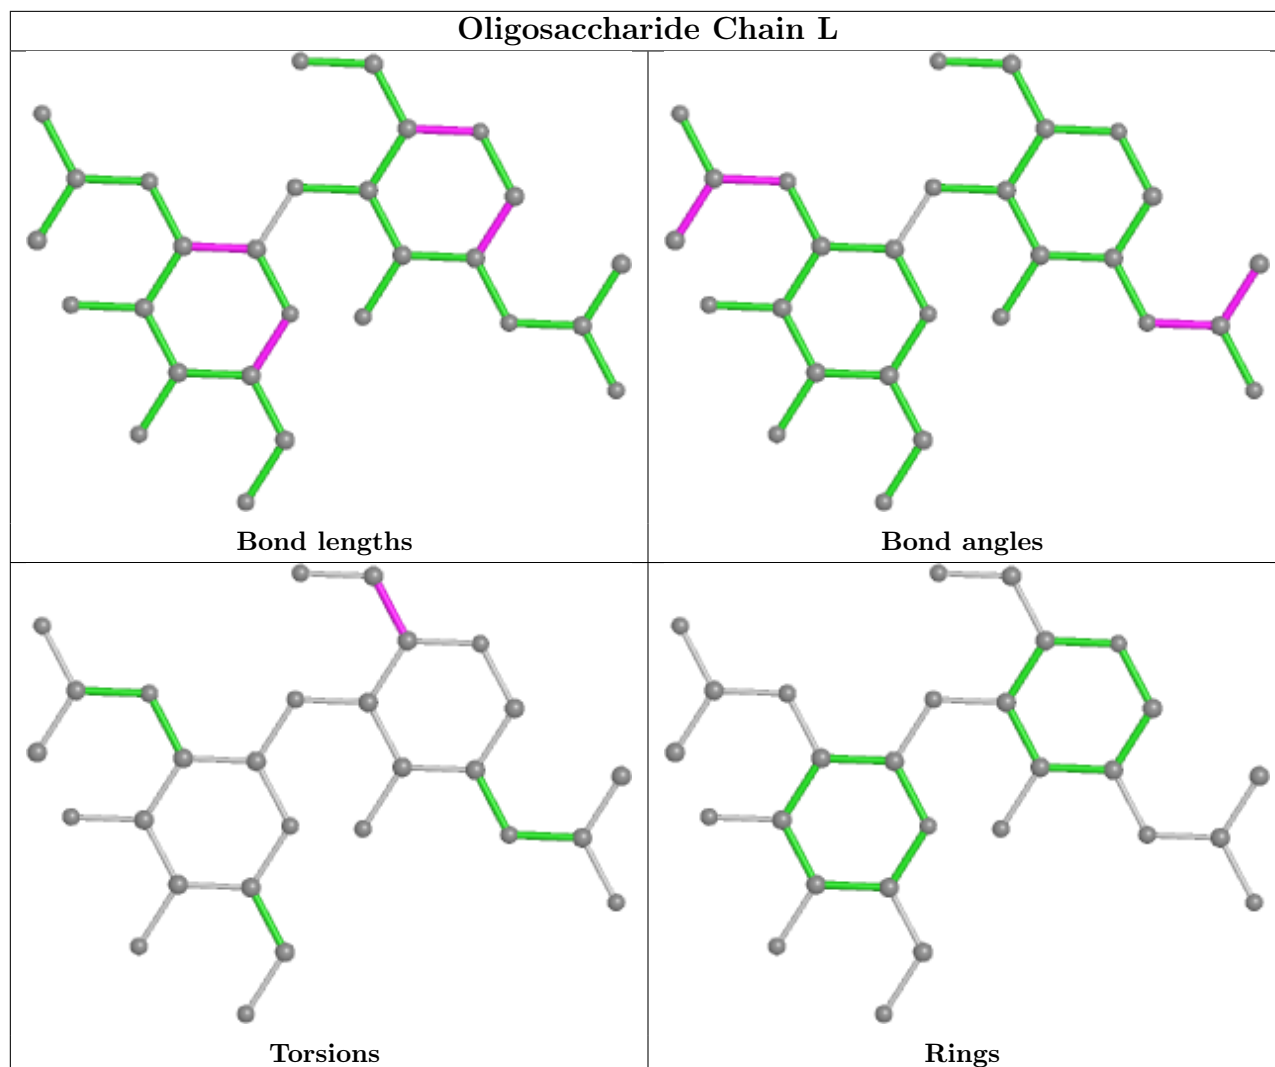 Oligosaccharide Chain L
Bond lengths
Bond angles
Torsions
Rings